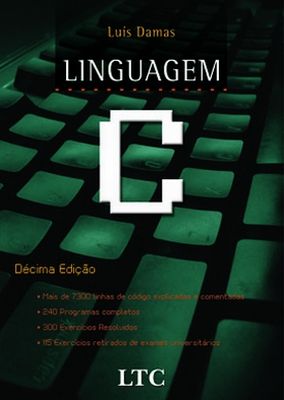 Luis Damas
LINGUAGEM
C
Décima Edição
• Mais de 7300 linhas de código explicadas e comentadas
• 240 Programas completos
• 300 Exercícios Resolvidos
• 115 Exercícios retirados de exames universitários
LTC